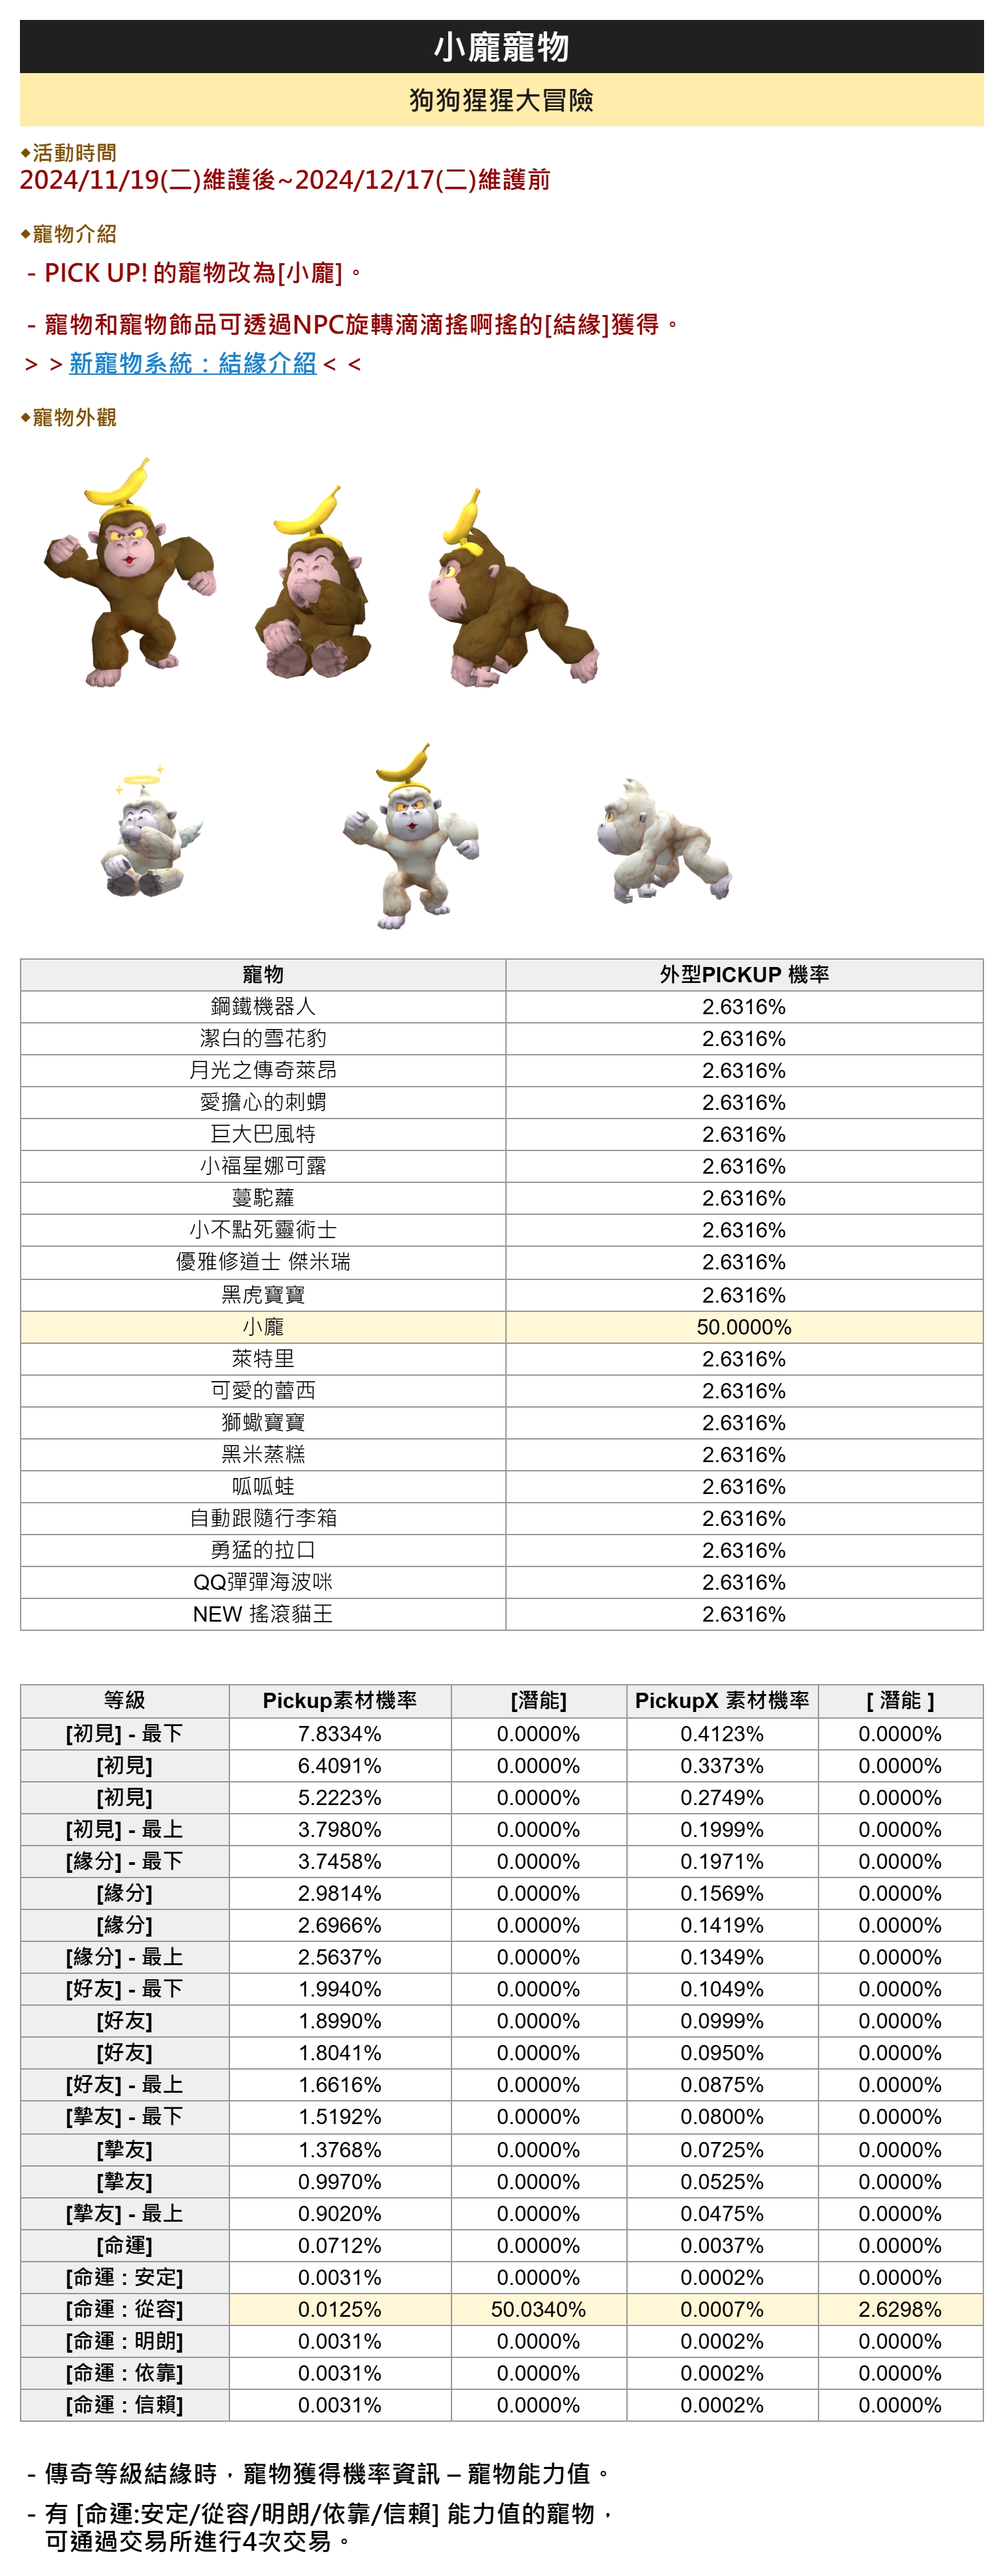 小龐寵物
狗狗猩猩大冒險
◆活動時間
2024/11/19(二)維護後~2024/12/17(二)維護前
◆寵物介紹
- PICK UP! 的寵物改為[小龐]。
- 寵物和寵物飾品可透過NPC旋轉滴滴搖啊搖的[結緣]獲得。
> > 新寵物系統：結緣介紹 < <
◆寵物外觀
寵物 外型PICKUP 機率
鋼鐵機器人 2.6316%
潔白的雪花豹 2.6316%
月光之傳奇萊昂 2.6316%
愛擔心的刺蝟 2.6316%
巨大巴風特 2.6316%
小福星娜可露 2.6316%
蔓駝蘿 2.6316%
小不點死靈術士 2.6316%
優雅修道士 傑米瑞 2.6316%
黑虎寶寶 2.6316%
小龐 50.0000%
萊特里 2.6316%
可愛的蕾西 2.6316%
獅蠍寶寶 2.6316%
黑米蒸糕 2.6316%
呱呱蛙 2.6316%
自動跟隨行李箱 2.6316%
勇猛的拉口 2.6316%
QQ彈彈海波咪 2.6316%
NEW 搖滾貓王 2.6316%
等級 Pickup素材機率 [潛能] PickupX 素材機率 [ 潛能 ]
[初見] - 最下 7.8334% 0.0000% 0.4123% 0.0000%
[初見] 6.4091% 0.0000% 0.3373% 0.0000%
[初見] 5.2223% 0.0000% 0.2749% 0.0000%
[初見] - 最上 3.7980% 0.0000% 0.1999% 0.0000%
[緣分] - 最下 3.7458% 0.0000% 0.1971% 0.0000%
[緣分] 2.9814% 0.0000% 0.1569% 0.0000%
[緣分] 2.6966% 0.0000% 0.1419% 0.0000%
[緣分] - 最上 2.5637% 0.0000% 0.1349% 0.0000%
[好友] - 最下 1.9940% 0.0000% 0.1049% 0.0000%
[好友] 1.8990% 0.0000% 0.0999% 0.0000%
[好友] 1.8041% 0.0000% 0.0950% 0.0000%
[好友] - 最上 1.6616% 0.0000% 0.0875% 0.0000%
[摯友] - 最下 1.5192% 0.0000% 0.0800% 0.0000%
[摯友] 1.3768% 0.0000% 0.0725% 0.0000%
[摯友] 0.9970% 0.0000% 0.0525% 0.0000%
[摯友] - 最上 0.9020% 0.0000% 0.0475% 0.0000%
[命運] 0.0712% 0.0000% 0.0037% 0.0000%
[命運 : 安定] 0.0031% 0.0000% 0.0002% 0.0000%
[命運 : 從容] 0.0125% 50.0340% 0.0007% 2.6298%
[命運 : 明朗] 0.0031% 0.0000% 0.0002% 0.0000%
[命運 : 依靠] 0.0031% 0.0000% 0.0002% 0.0000%
[命運 : 信賴] 0.0031% 0.0000% 0.0002% 0.0000%
- 傳奇等級結緣時，寵物獲得機率資訊 – 寵物能力值。
- 有 [命運:安定/從容/明朗/依靠/信賴] 能力值的寵物，
可通過交易所進行4次交易。